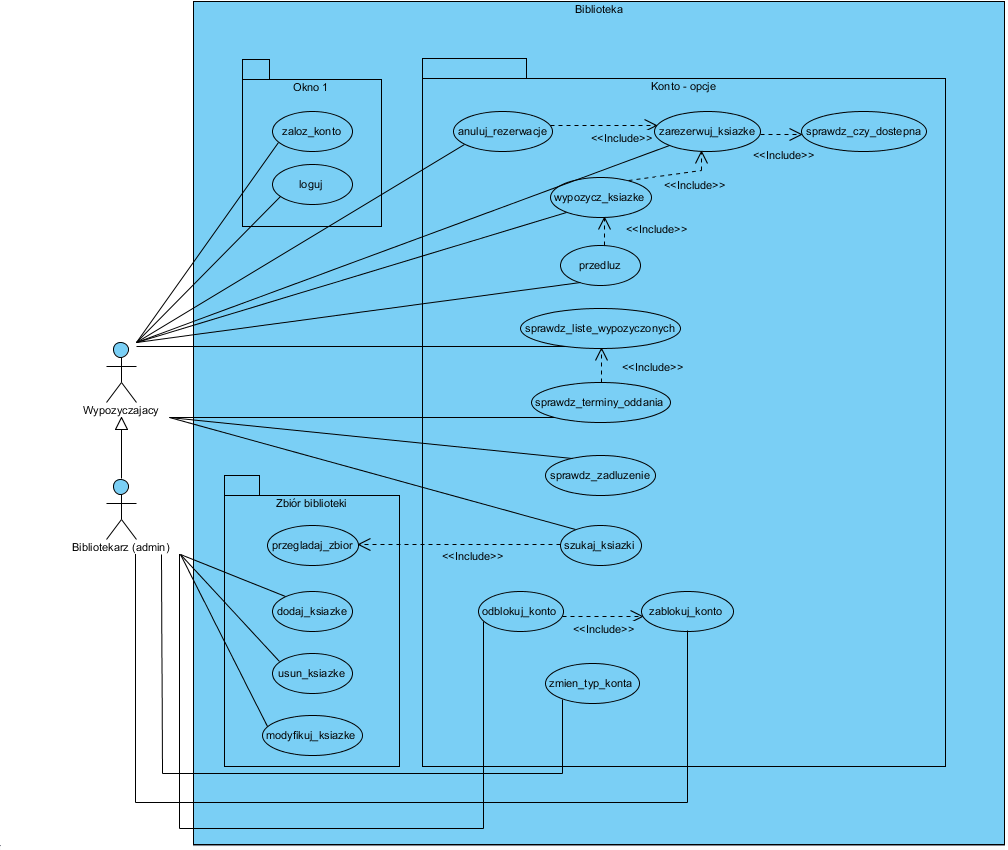 Biblioteka
Okno 1
zaloz_konto
loguj
Konto - opcje
anuluj_rezerwacje
<<Include>>
zarezerwuj_ksiazke
<<Include>>
sprawdz_czy_dostepna
<<Include>>
wypozycz_ksiazke
<<Include>>
przedluz
sprawdz_liste_wypozyczonych
<<Include>>
sprawdz_terminy_oddania
sprawdz_zadluzenie
szukaj_ksiazki
<<Include>>
odblokuj_konto
<<Include>>
zablokuj_konto
zmien_typ_konta
Wypozyczajacy
Bibliotekarz (admin)
Zbiór biblioteki
przegladaj_zbior
dodaj_ksiazke
usun_ksiazke
modyfikuj_ksiazke